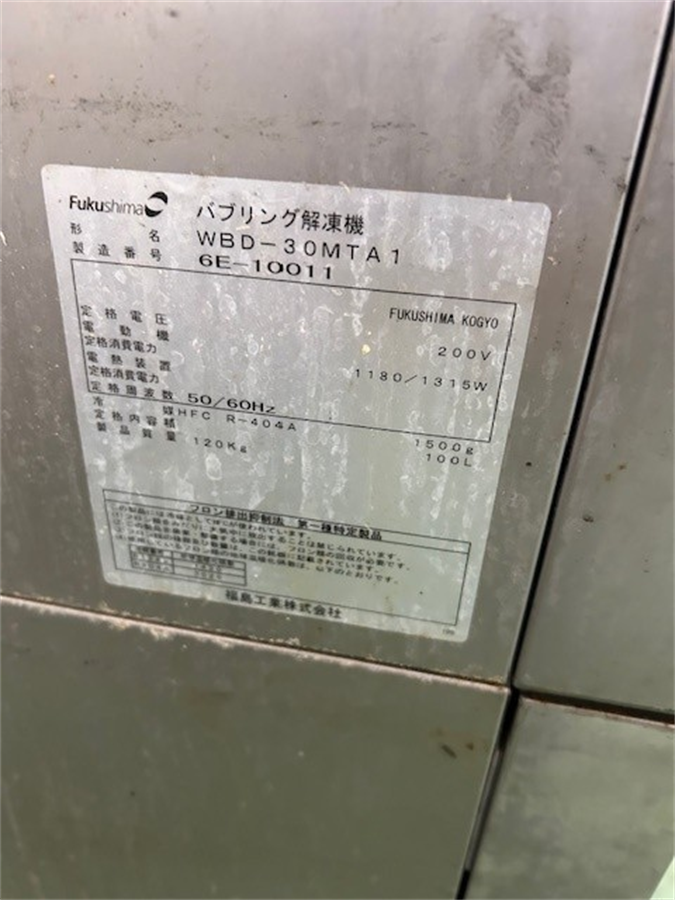 Fukushima
バブリング解凍機
形 名 WBD-30MTA1
製造番号 6E-10011
FUKUSHIMA KOGYO
定格電圧 200V
電動機
定格消費電力 1180/1315W
電熱装置
定格消費電力
定格周波数 50/60Hz
冷 媒 HFC R-404A 1500g
定格内容積 100L
製品質量 120Kg
フロン排出抑制法 第一種特定製品
福島工業株式会社